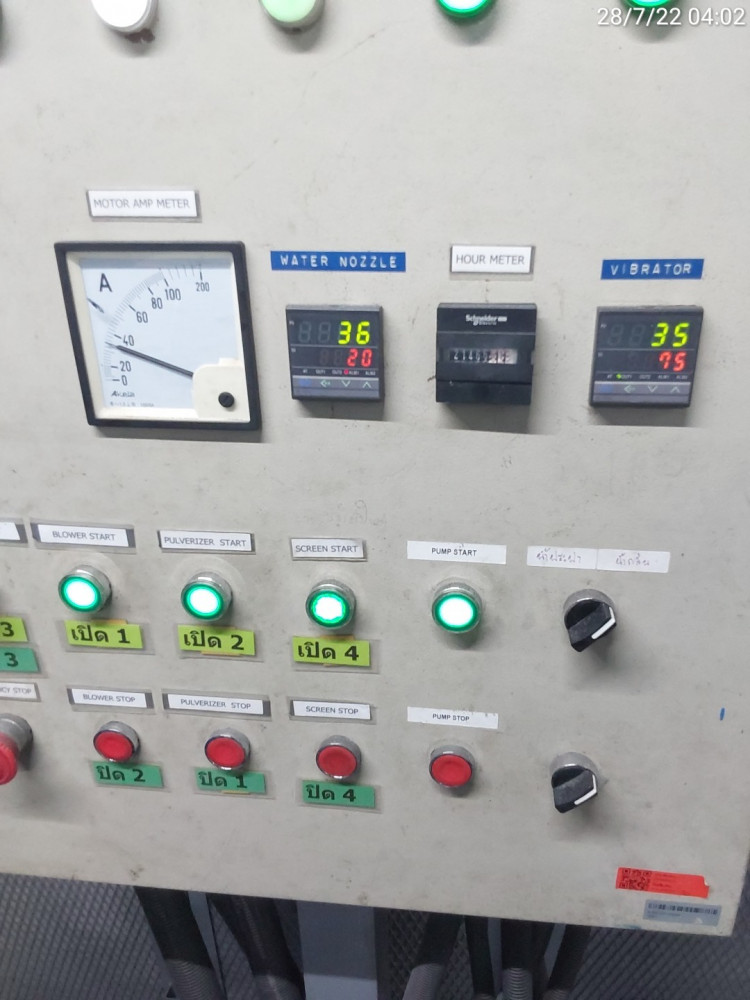 28/7/22 04:02
MOTOR AMP METER
WATER NOZZLE
HOUR METER
VIBRATOR
A
200
100
80
60
40
20
0
36
20
Schneider
35
75
BLOWER START
PULVERIZER START
SCREEN START
PUMP START
3
เปิด 1
เปิด 2
เปิด 4
3
STOP
BLOWER STOP
PULVERIZER STOP
SCREEN STOP
PUMP STOP
ปิด 2
ปิด 1
ปิด 4